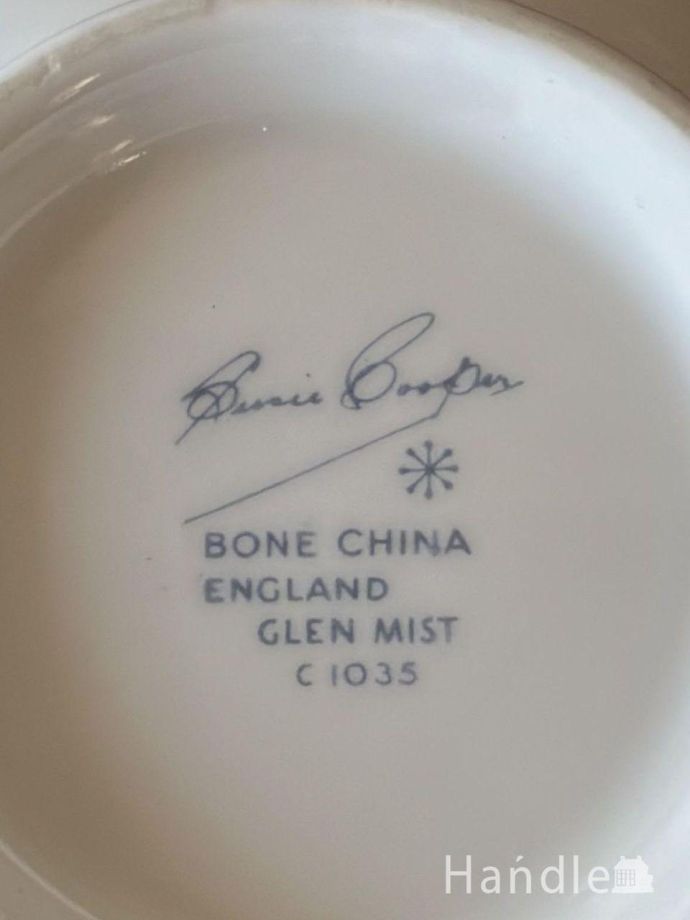 Susie Cooper
BONE CHINA
ENGLAND
GLEN MIST
C 1035
Handle